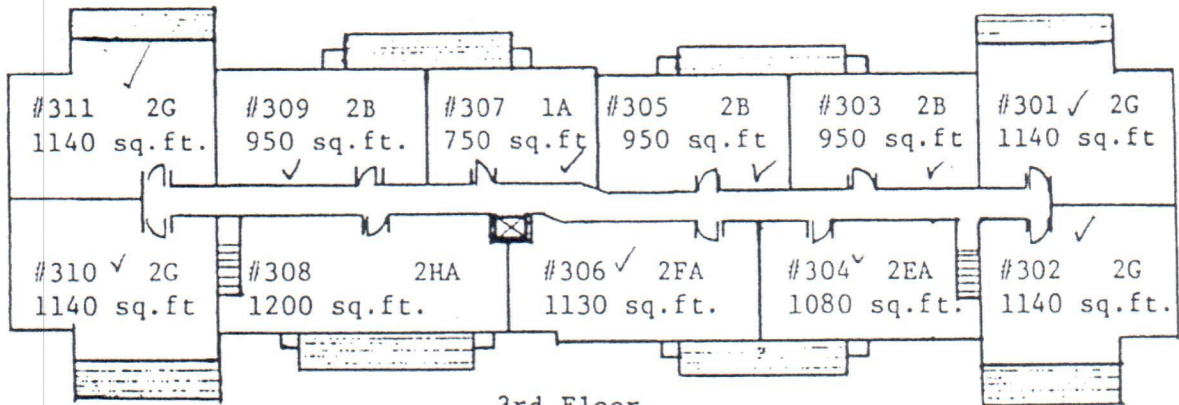 #311 2G
1140 sq.ft.
#309 2B
950 sq.ft.
#307 1A
750 sq.ft
#305 2B
950 sq.ft.
#303 2B
950 sq.ft.
#301 2G
1140 sq.ft.
#310 2G
1140 sq.ft
#308 2HA
1200 sq.ft.
#306 2FA
1130 sq.ft.
#304 2EA
1080 sq.ft.
#302 2G
1140 sq.ft.
3rd Floor